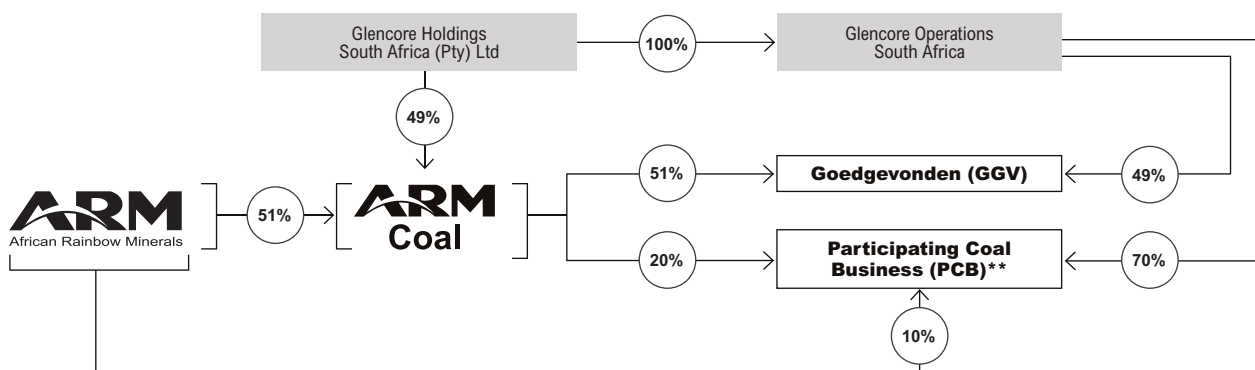 Glencore Holdings
South Africa (Pty) Ltd
100%
Glencore Operations
South Africa
49%
ARM
African Rainbow Minerals
51%
ARM
Coal
51%
Goedgevonden (GGV)
49%
20%
Participating Coal
Business (PCB)**
70%
10%